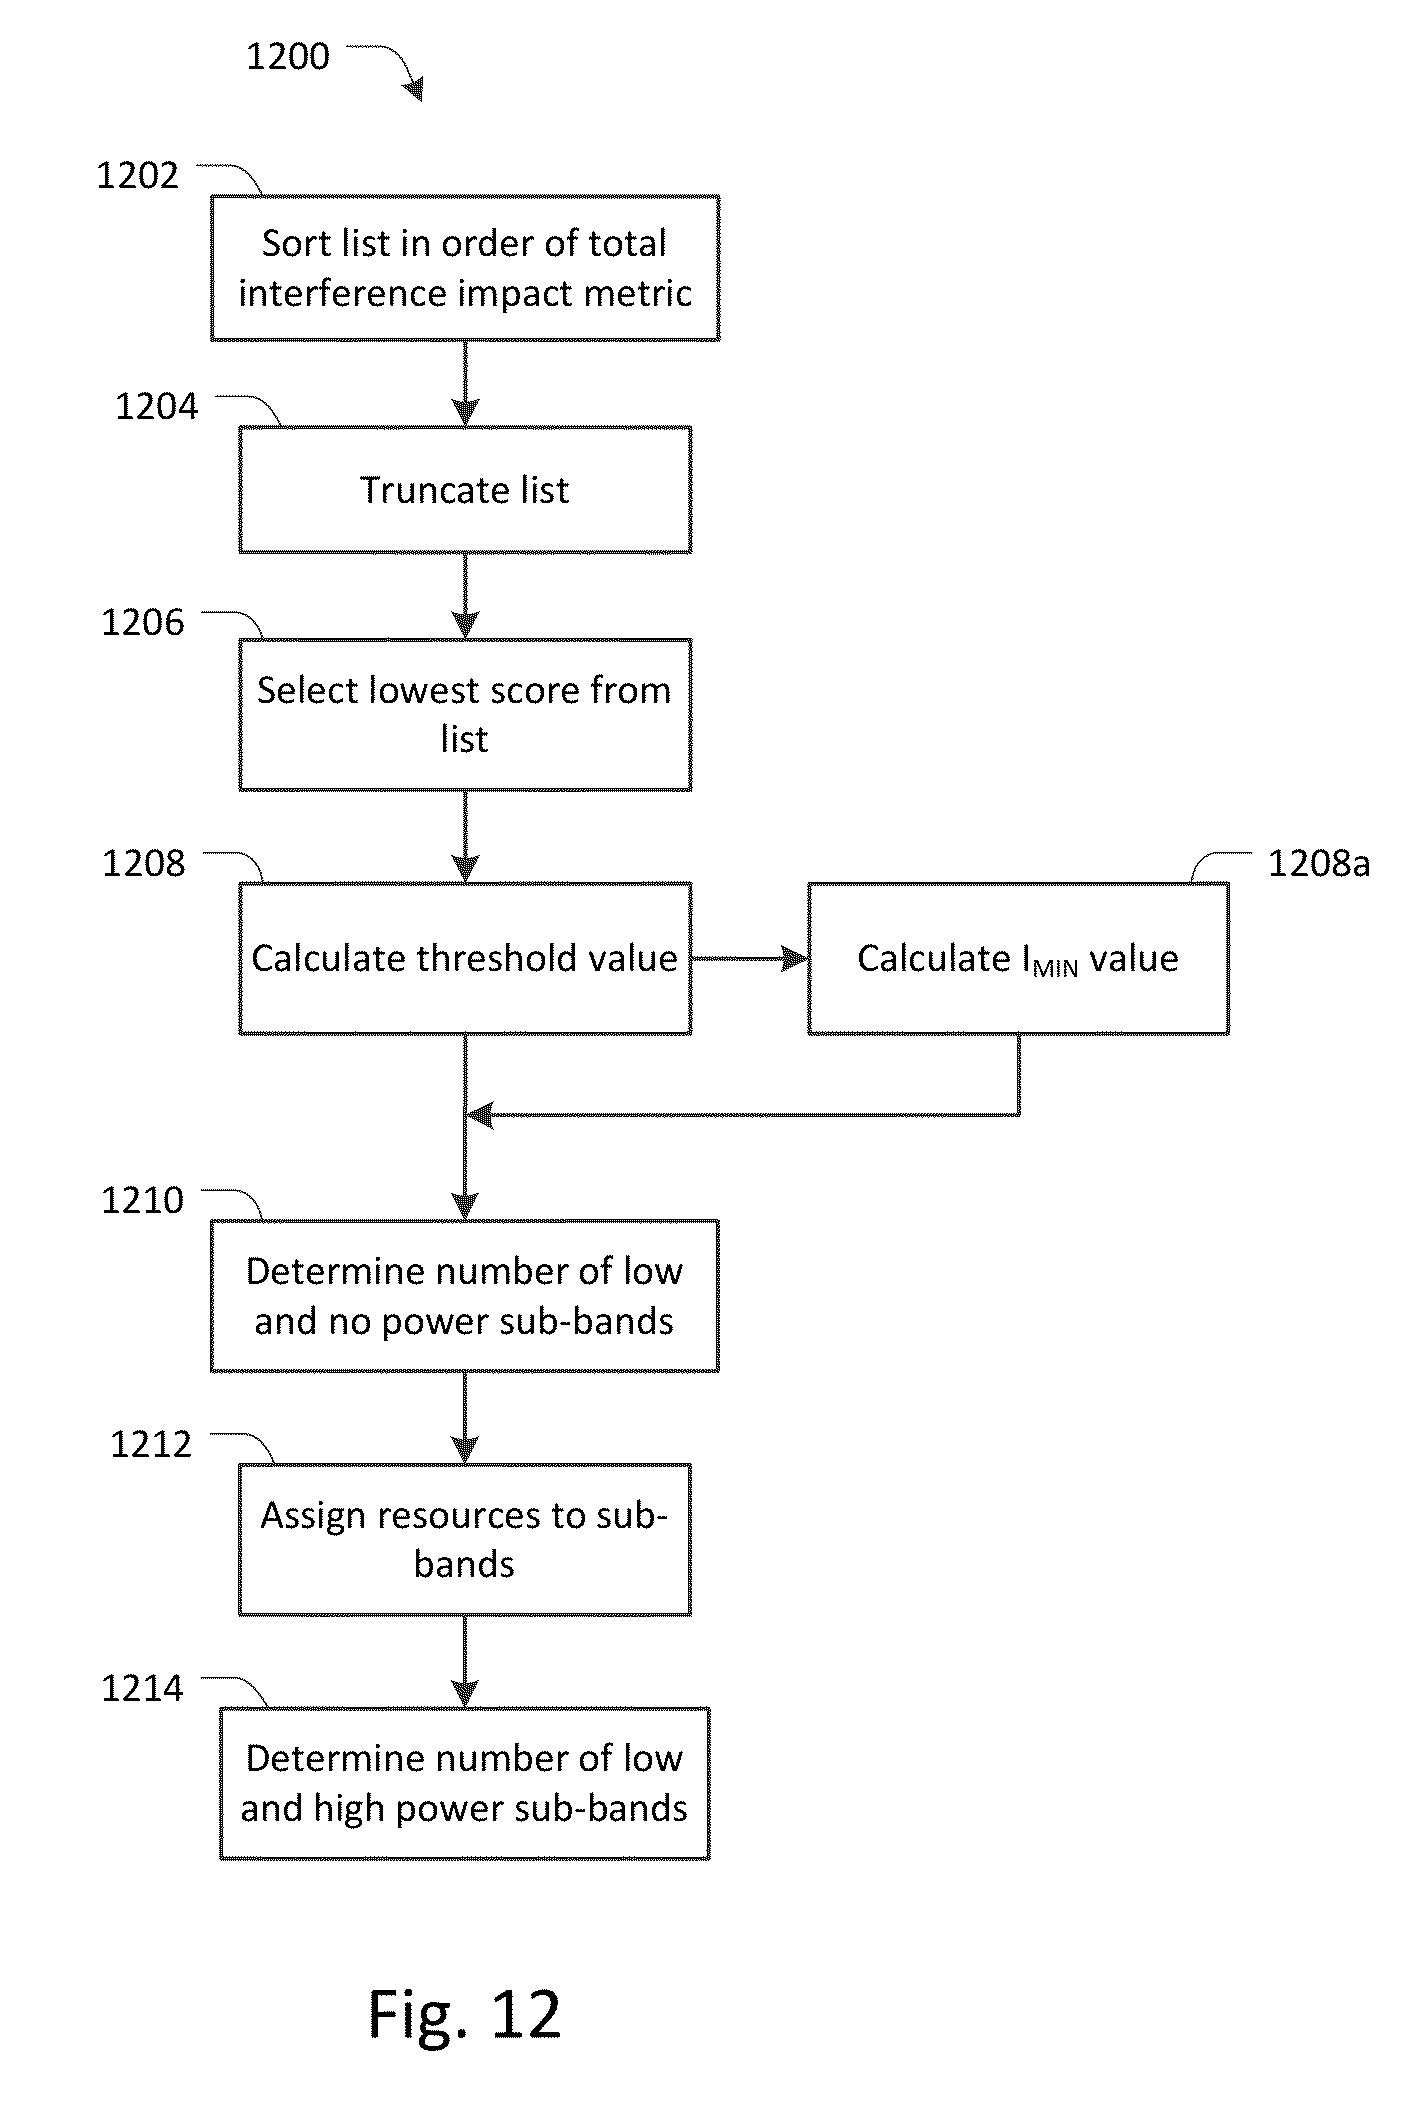 1200
1202
Sort list in order of total
interference impact metric
1204
Truncate list
1206
Select lowest score from
list
1208
Calculate threshold value
1208a
Calculate IMIN value
1210
Determine number of low
and no power sub-bands
1212
Assign resources to sub-
bands
1214
Determine number of low
and high power sub-bands
Fig. 12